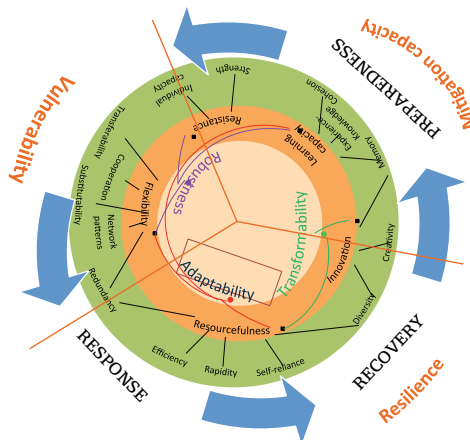 Mitigation capacity
PREPAREDNESS
Vulnerability
RESPONSE
RECOVERY
Resilience
Strength
Individual
capacity
Cohesion
Knowledge
Experience
Memory
Transferability
Cooperation
Substituturability
Network
patterns
Redundancy
Efficiency
Rapidity
Self-reliance
Diversity
Creativity
Resistance
Learning
capacity
Flexibility
Innovation
Resourcefulness
Robustness
Adaptability
Transformability